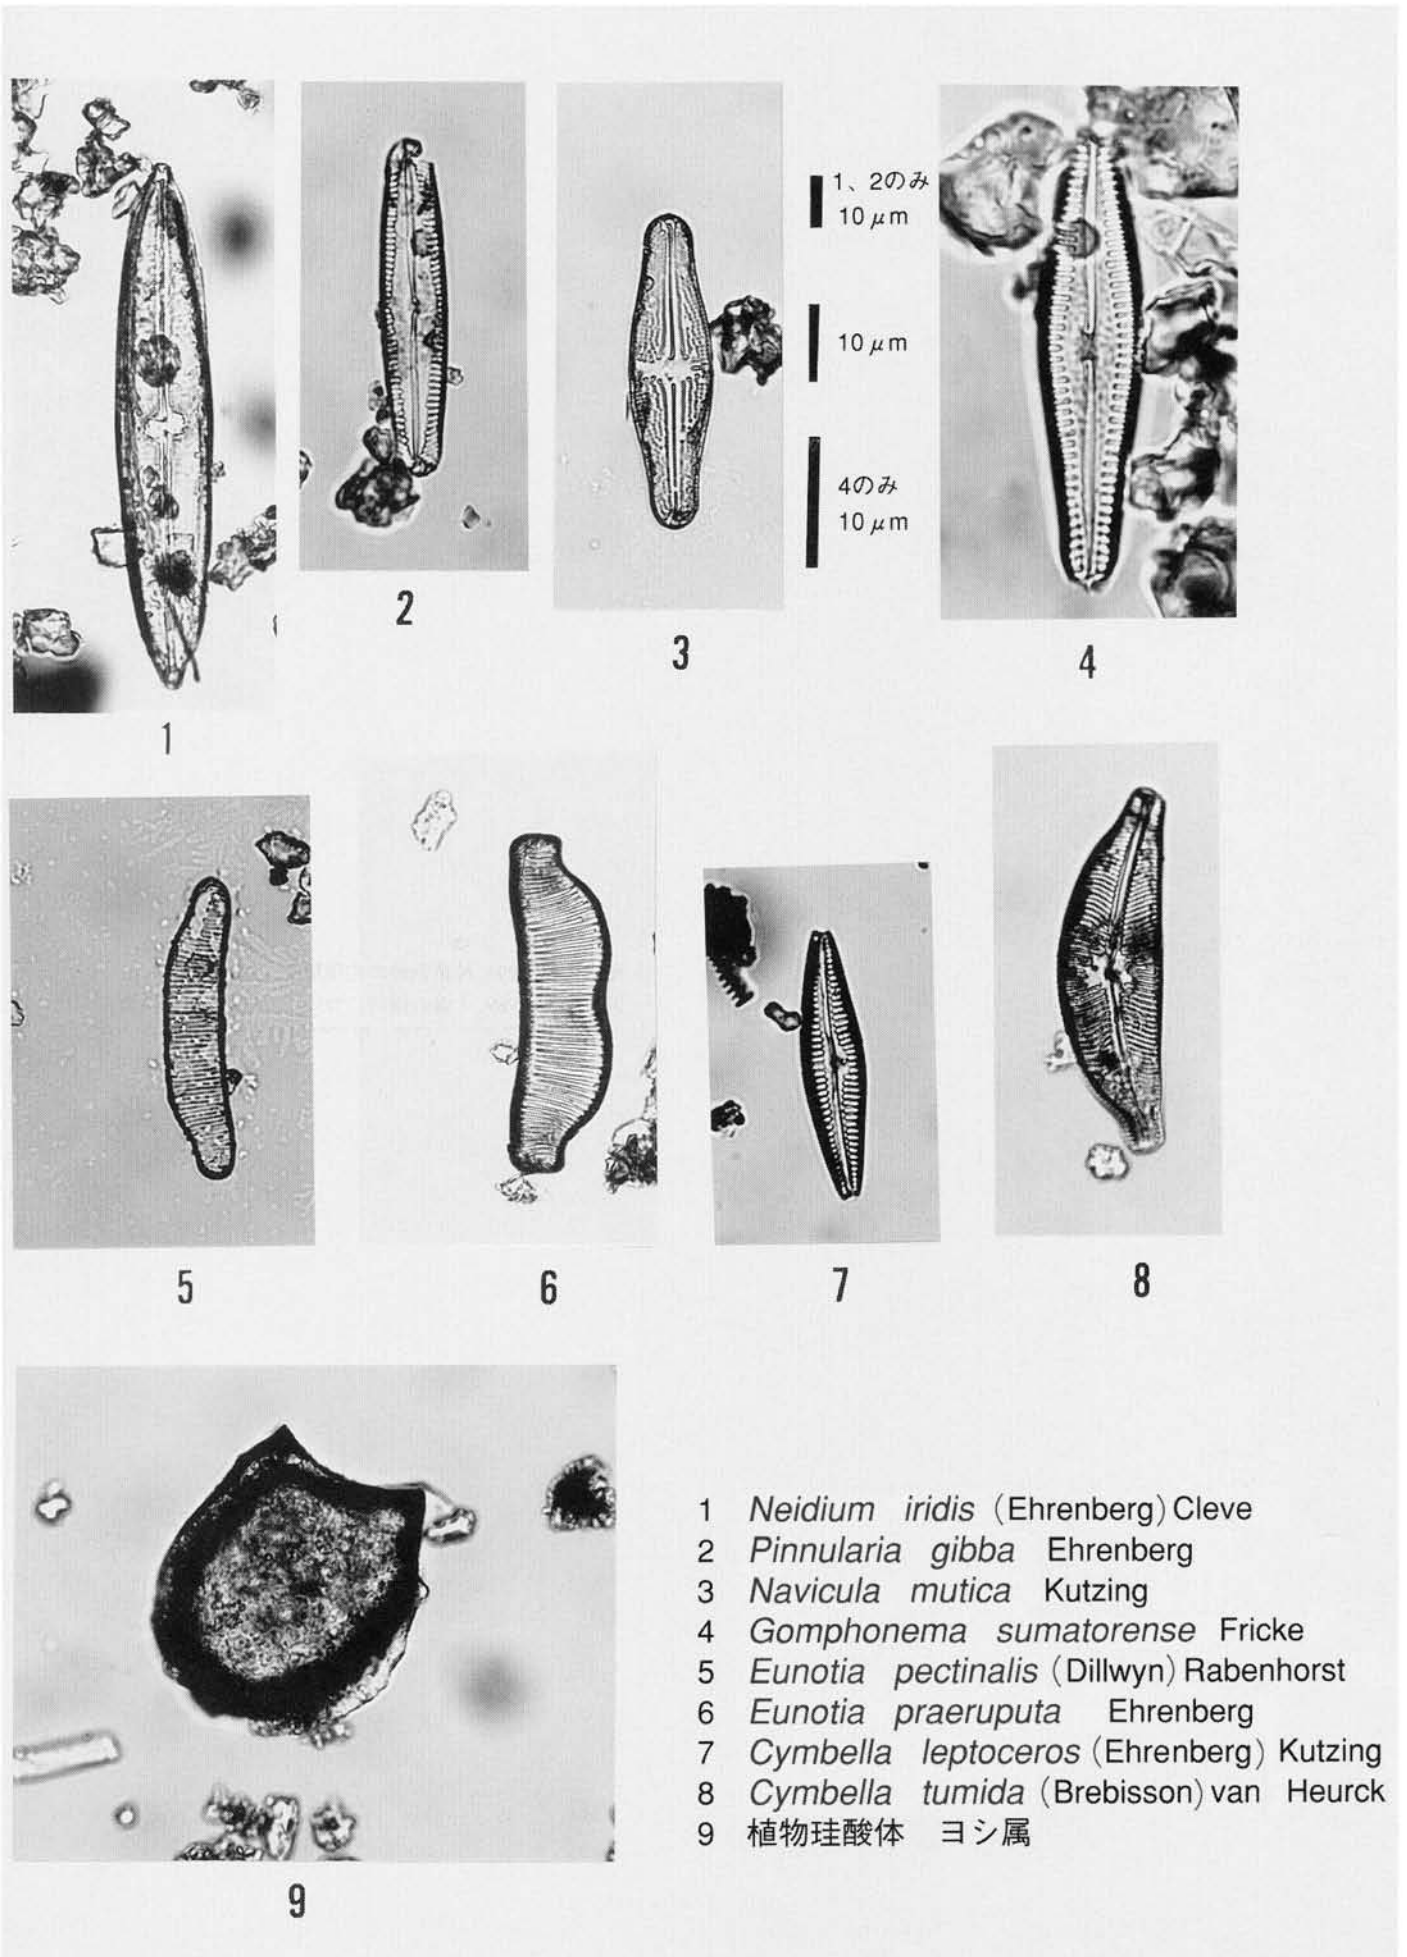 1、2のみ
10 μm
10 μm
4のみ
10 μm
1
2
3
4
5
6
7
8
9
1 Neidium iridis (Ehrenberg) Cleve
2 Pinnularia gibba Ehrenberg
3 Navicula mutica Kutzing
4 Gomphonema sumatorense Fricke
5 Eunotia pectinalis (Dillwyn) Rabenhorst
6 Eunotia praeruputa Ehrenberg
7 Cymbella leptoceros (Ehrenberg) Kutzing
8 Cymbella tumida (Brebisson) van Heurck
9 植物珪酸体 ヨシ属